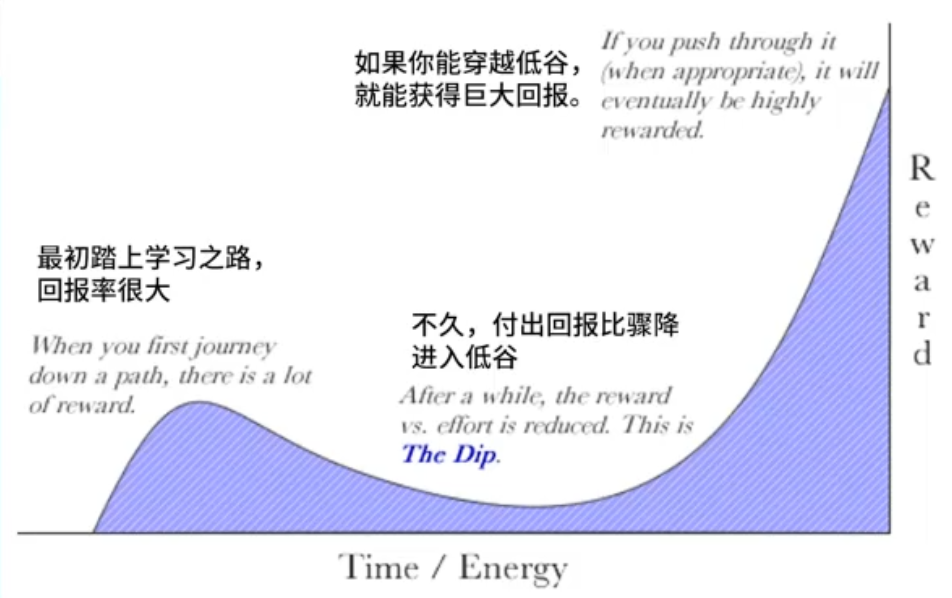 如果你能穿越低谷，
就能获得巨大回报。
If you push through it
(when appropriate), it will
eventually be highly
rewarded.
最初踏上学习之路，
回报率很大
When you first journey
down a path, there is a lot
of reward.
不久，付出回报比骤降
进入低谷
After a while, the reward
vs. effort is reduced. This is
The Dip.
Reward
Time / Energy